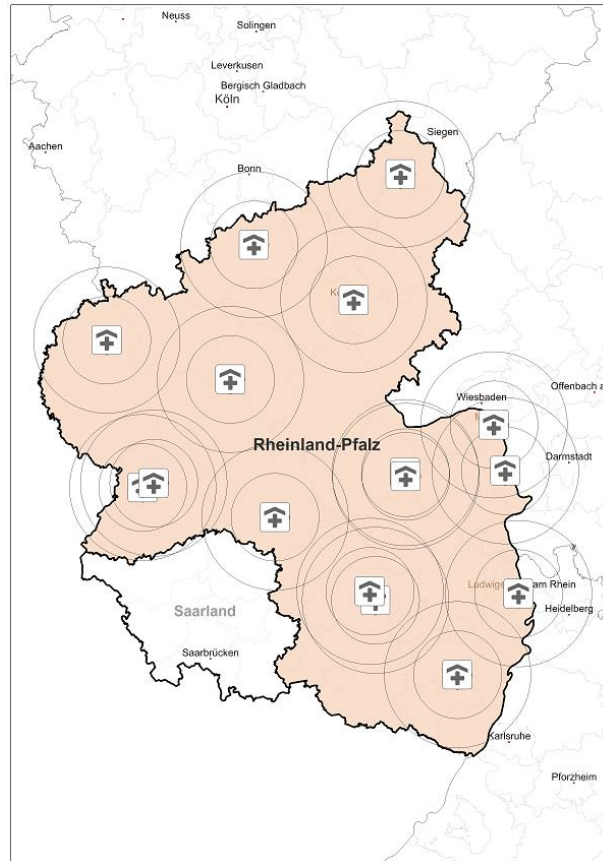 Neuss
Solingen
Leverkusen
Bergisch Gladbach
Köln
Siegen
Aachen
Bonn
Wiesbaden
Offenbach a
Rheinland-Pfalz
Darmstadt
Ludwigs am Rhein
Saarland
Heidelberg
Saarbrücken
Karlsruhe
Pforzheim